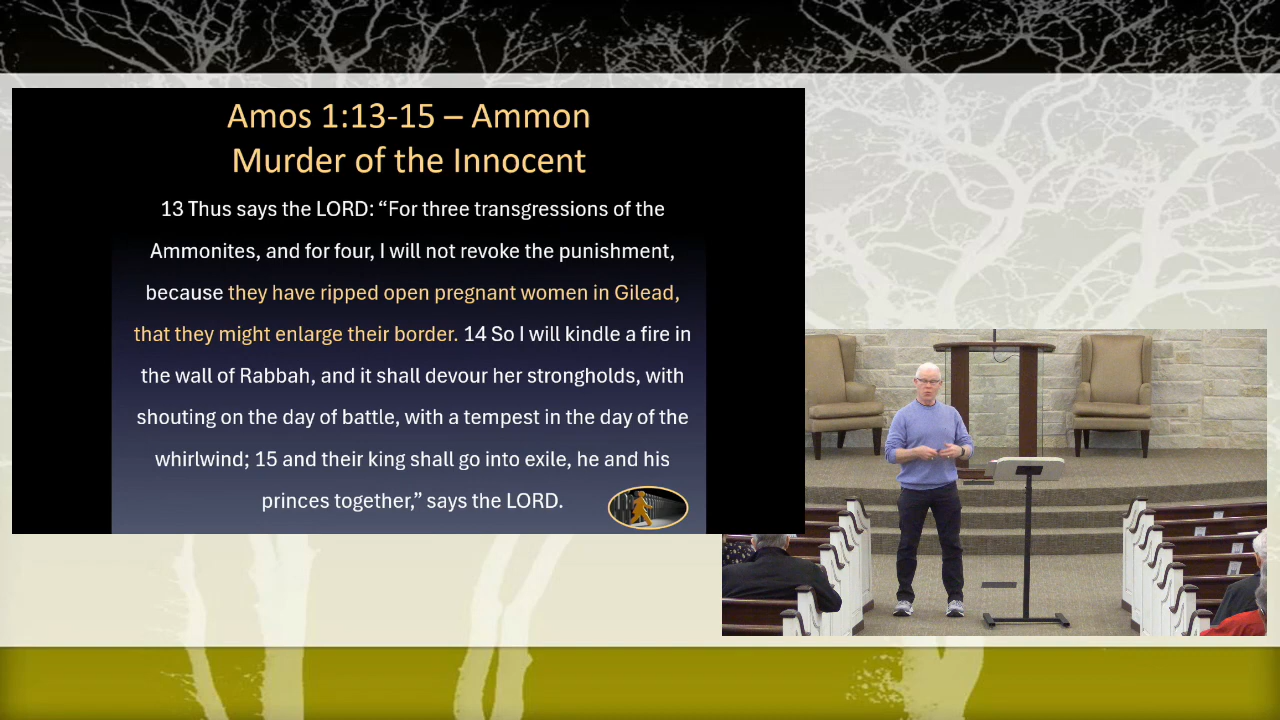 Amos 1:13-15 – Ammon
Murder of the Innocent
13 Thus says the LORD: “For three transgressions of the
Ammonites, and for four, I will not revoke the punishment,
because they have ripped open pregnant women in Gilead,
that they might enlarge their border. 14 So I will kindle a fire in
the wall of Rabbah, and it shall devour her strongholds, with
shouting on the day of battle, with a tempest in the day of the
whirlwind; 15 and their king shall go into exile, he and his
princes together,” says the LORD.